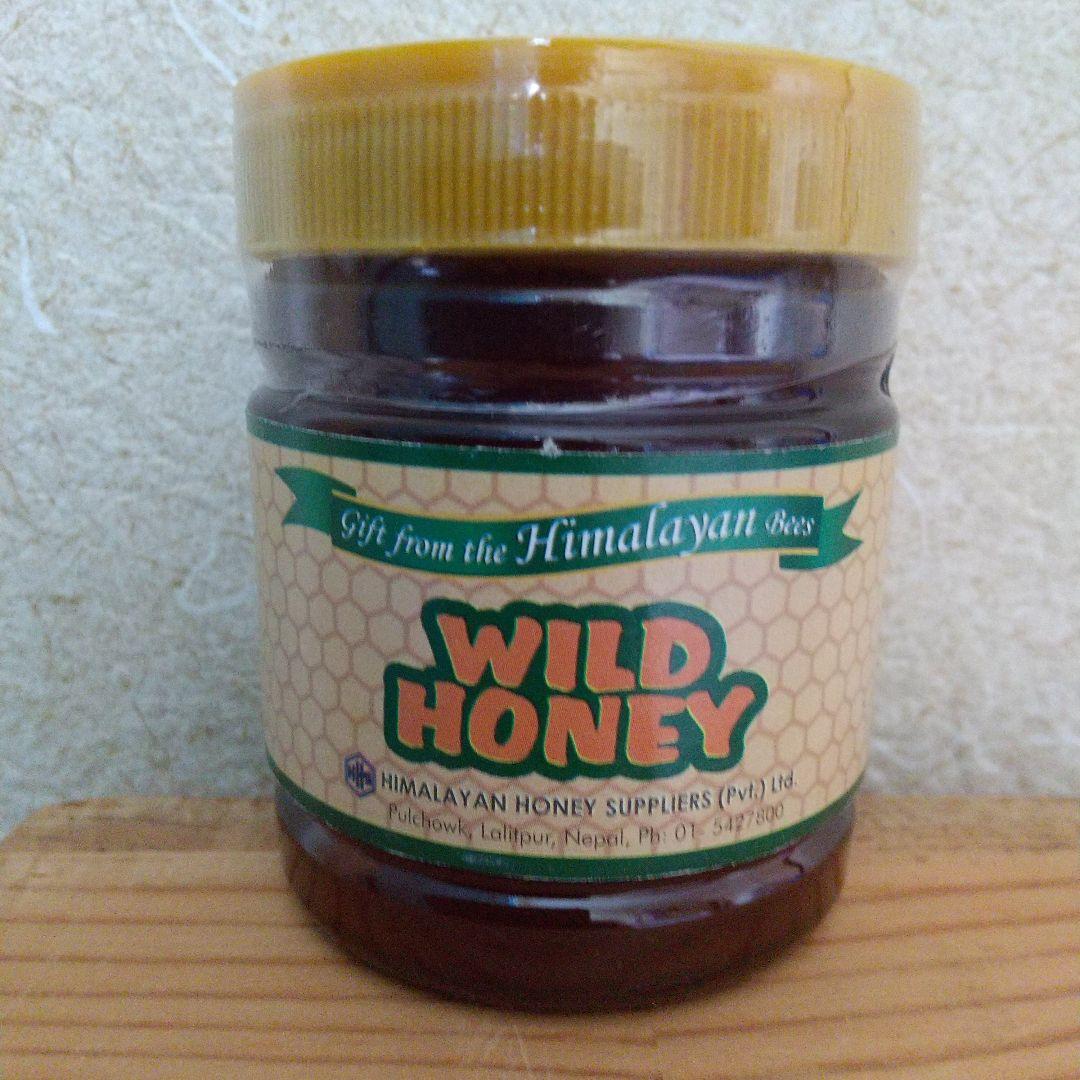 Gift from the Himalayan Bees
WILD
HONEY
HIMALAYAN HONEY SUPPLIERS (Pvt.) Ltd.
Pulchowk, Lalitpur, Nepal, Ph: 01- 5427800